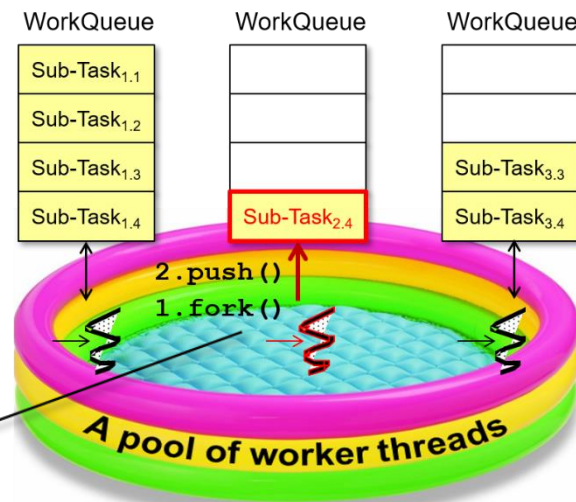 WorkQueue WorkQueue WorkQueue
Sub-Task1.1
Sub-Task1.2
Sub-Task1.3 Sub-Task3.3
Sub-Task1.4 Sub-Task2.4 Sub-Task3.4
2.push()
1.fork()
A pool of worker threads